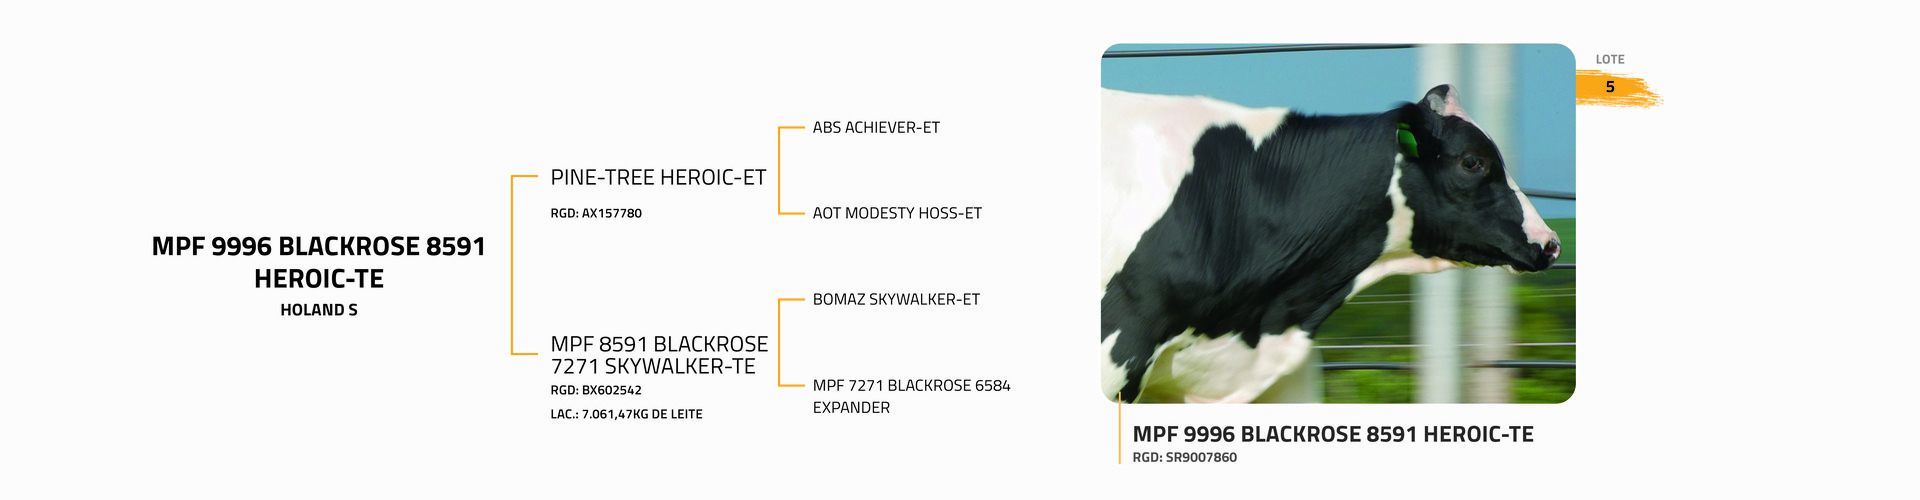 MPF 9996 BLACKROSE 8591
HEROIC-TE
HOLAND S
PINE-TREE HEROIC-ET
RGD: AX157780
MPF 8591 BLACKROSE
7271 SKYWALKER-TE
RGD: BX602542
LAC.: 7.061,47KG DE LEITE
ABS ACHIEVER-ET
AOT MODESTY HOSS-ET
BOMAZ SKYWALKER-ET
MPF 7271 BLACKROSE 6584
EXPANDER
LOTE
5
MPF 9996 BLACKROSE 8591 HEROIC-TE
RGD: SR9007860